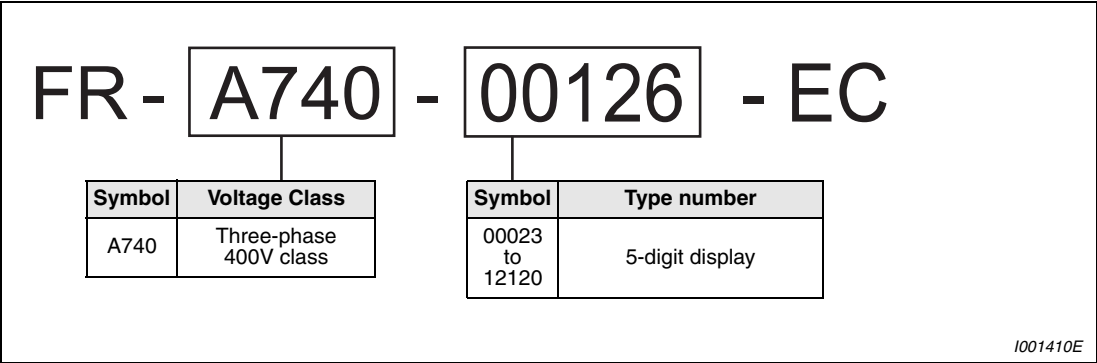 FR - A740 - 00126 - EC
Symbol Voltage Class
A740 Three-phase
400V class
Symbol Type number
00023
to
12120
5-digit display
I001410E